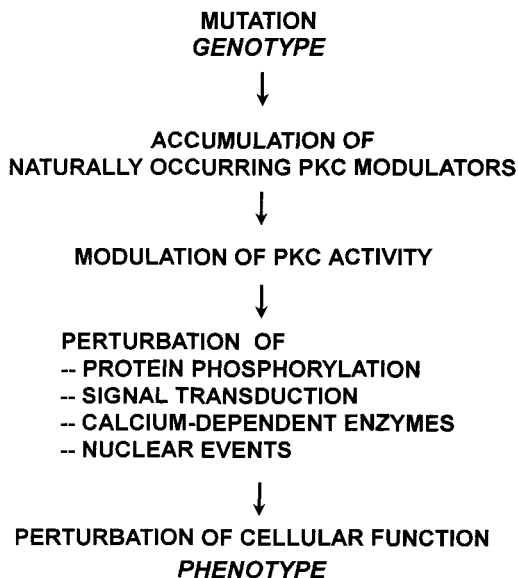 MUTATION
GENOTYPE
ACCUMULATION OF
NATURALLY OCCURRING PKC MODULATORS
MODULATION OF PKC ACTIVITY
PERTURBATION OF
-- PROTEIN PHOSPHORYLATION
-- SIGNAL TRANSDUCTION
-- CALCIUM-DEPENDENT ENZYMES
-- NUCLEAR EVENTS
PERTURBATION OF CELLULAR FUNCTION
PHENOTYPE